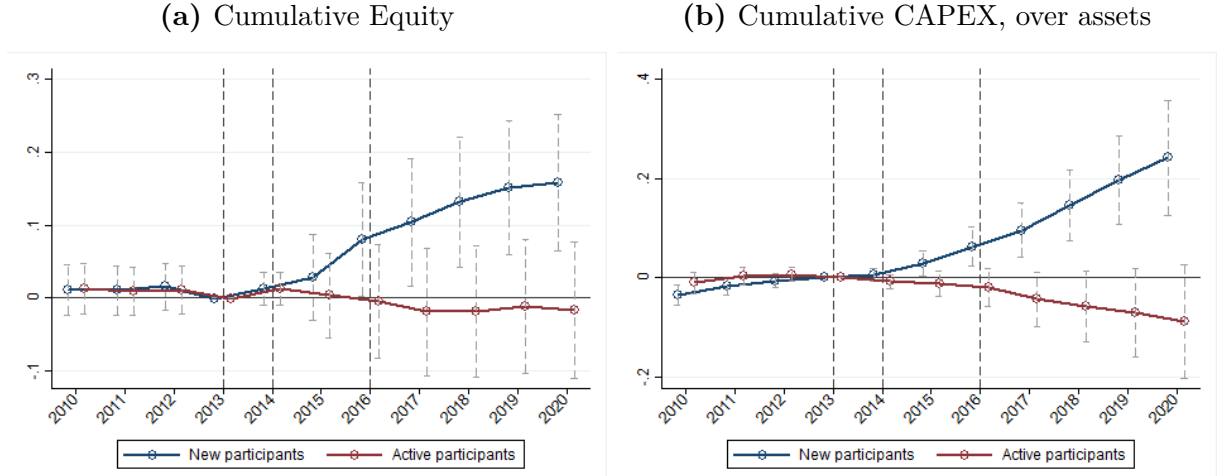 (a) Cumulative Equity
(b) Cumulative CAPEX, over assets
.3
.2
.1
0
-.1
2010 2011 2012 2013 2014 2015 2016 2017 2018 2019 2020
New participants Active participants
.4
.2
0
-.2
2010 2011 2012 2013 2014 2015 2016 2017 2018 2019 2020
New participants Active participants